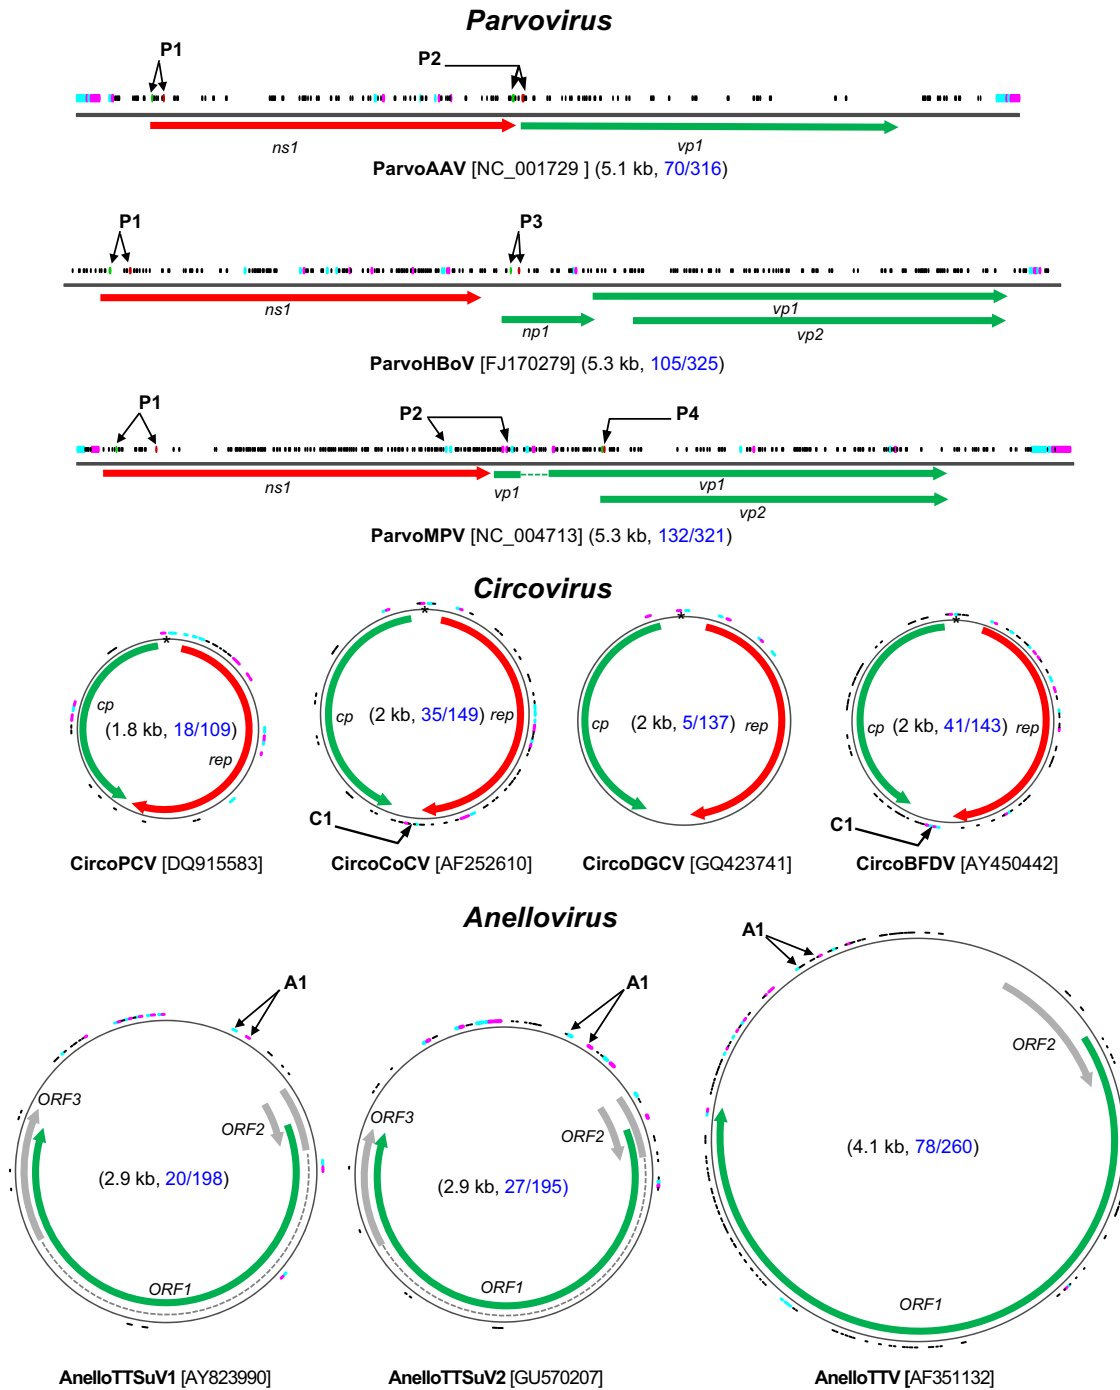 Parvovirus
P1
P2
ns1
vp1
ParvoAAV [NC_001729 ] (5.1 kb, 70/316)
P1
P3
ns1
vp1
np1
vp2
ParvoHBoV [FJ170279] (5.3 kb, 105/325)
P1
P2
P4
ns1
vp1
vp1
vp2
ParvoMPV [NC_004713] (5.3 kb, 132/321)
Circovirus
*
*
*
*
cp
(1.8 kb, 18/109)
rep
cp
(2 kb, 35/149)
rep
cp
(2 kb, 5/137)
rep
cp
(2 kb, 41/143)
rep
C1
C1
CircoPCV [DQ915583]
CircoCoCV [AF252610]
CircoDGCV [GQ423741]
CircoBFDV [AY450442]
Anellovirus
A1
ORF3
ORF2
(2.9 kb, 20/198)
ORF1
AnelloTTSuV1 [AY823990]
A1
ORF3
ORF2
(2.9 kb, 27/195)
ORF1
AnelloTTSuV2 [GU570207]
A1
ORF2
(4.1 kb, 78/260)
ORF1
AnelloTTV [AF351132]